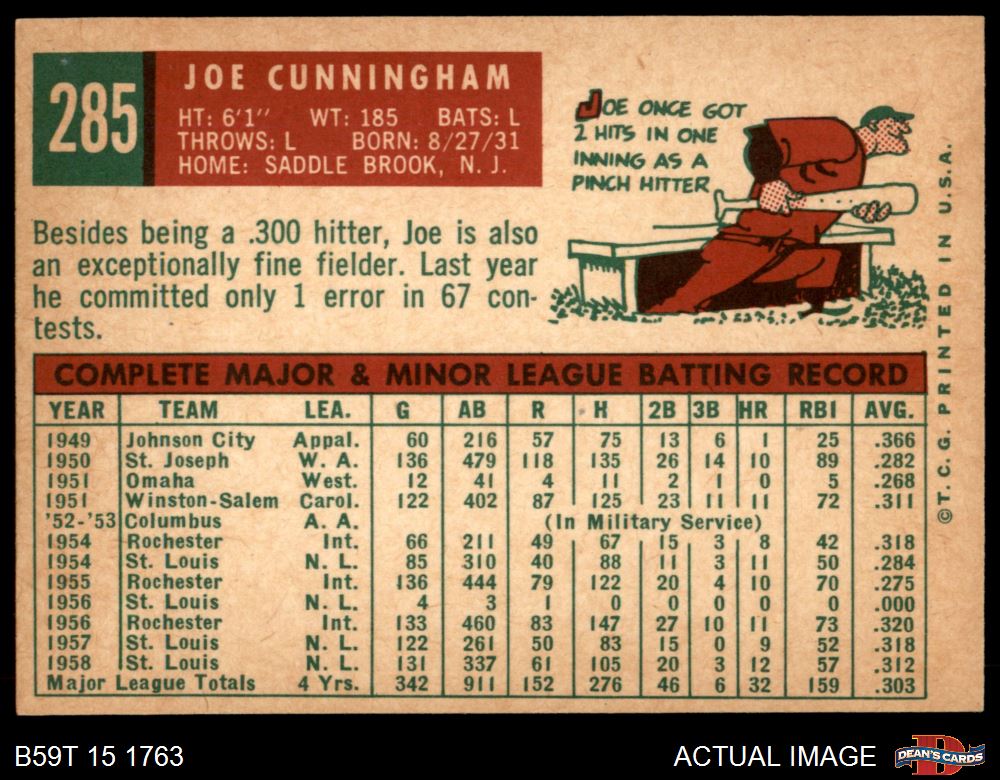 285
JOE CUNNINGHAM
HT: 6'1" WT: 185 BATS: L
THROWS: L BORN: 8/27/31
HOME: SADDLE BROOK, N. J.
JOE ONCE GOT
2 HITS IN ONE
INNING AS A
PINCH HITTER
Besides being a .300 hitter, Joe is also
an exceptionally fine fielder. Last year
he committed only 1 error in 67 con-
tests.
COMPLETE MAJOR & MINOR LEAGUE BATTING RECORD
YEAR TEAM LEA. G AB R H 2B 3B HR RBI AVG.
1949 Johnson City Appal. 60 216 57 75 13 6 1 25 .366
1950 St. Joseph W. A. 136 479 118 135 26 14 10 89 .282
1951 Omaha West. 12 41 4 11 2 1 0 5 .268
1951 Winston-Salem Carol. 122 402 87 125 23 11 11 72 .311
'52-'53 Columbus A. A. (In Military Service)
1954 Rochester Int. 66 211 49 67 15 3 8 42 .318
1954 St. Louis N. L. 85 310 40 88 11 3 11 50 .284
1955 Rochester Int. 136 444 79 122 20 4 10 70 .275
1956 St. Louis N. L. 4 3 1 0 0 0 0 0 .000
1956 Rochester Int. 133 460 83 147 27 10 11 73 .320
1957 St. Louis N. L. 122 261 50 83 15 0 9 52 .318
1958 St. Louis N. L. 131 337 61 105 20 3 12 57 .312
Major League Totals 4 Yrs. 342 911 152 276 46 6 32 159 .303
©T. C. G. PRINTED IN U.S.A.
B59T 15 1763
ACTUAL IMAGE
D
DEAN'S CARDS